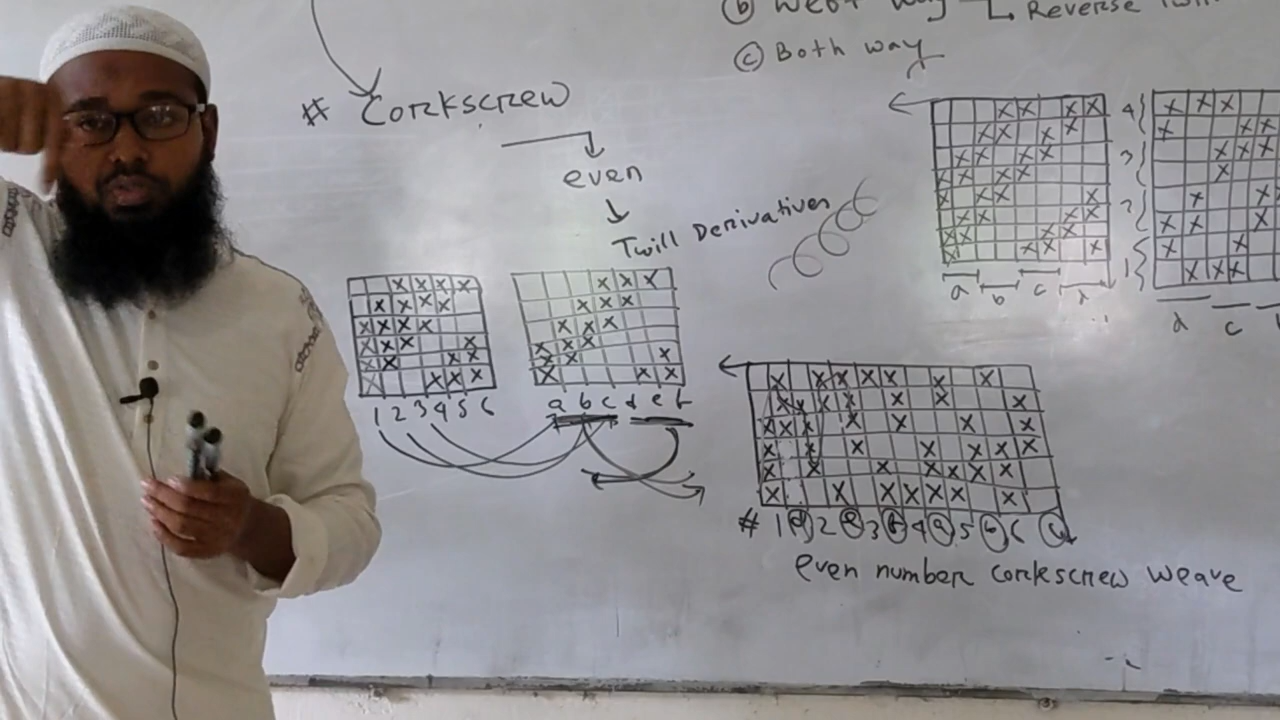 ⓑ Weft way ↳ Reverse Twill
ⓒ Both way
# Corkscrew
even
Twill Derivatives
4
3
2
1
a b c d
d c
1 2 3 4 5 6
a b c d e f
# 1 ⓓ 2 ⓔ 3 ⓕ 4 ⓐ 5 ⓑ 6 ⓒ
even number corkscrew weave